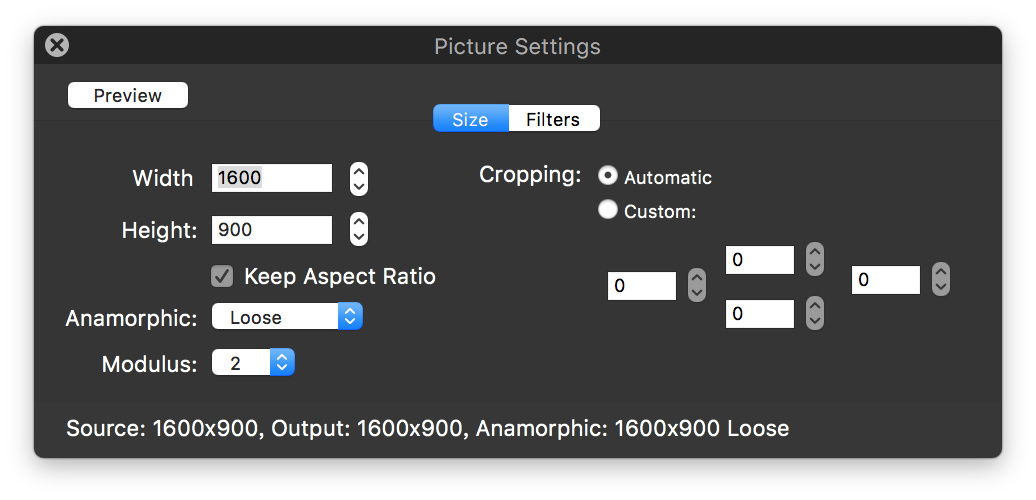 Picture Settings
Preview
Size Filters
Width 1600
Height: 900
Keep Aspect Ratio
Anamorphic: Loose
Modulus: 2
Cropping: Automatic
Custom:
0
0
0
0
Source: 1600x900, Output: 1600x900, Anamorphic: 1600x900 Loose